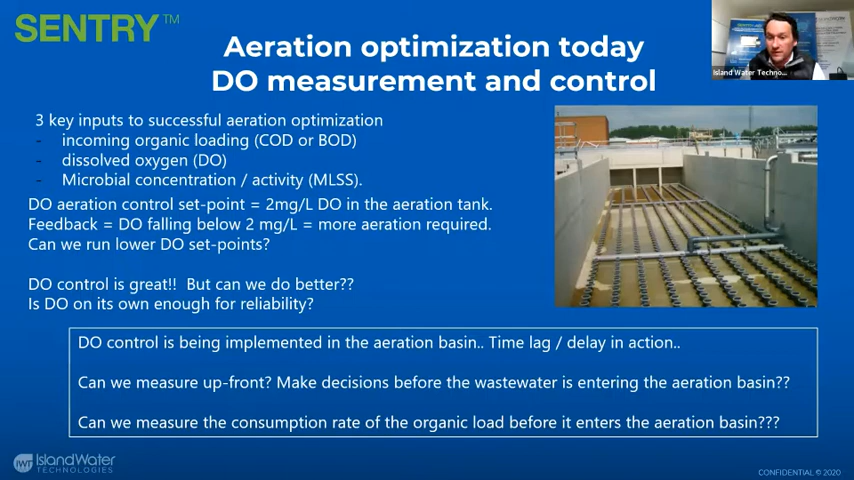 SENTRY™
Aeration optimization today
DO measurement and control
Island Water Techno...
3 key inputs to successful aeration optimization
- incoming organic loading (COD or BOD)
- dissolved oxygen (DO)
- Microbial concentration / activity (MLSS).
DO aeration control set-point = 2mg/L DO in the aeration tank.
Feedback = DO falling below 2 mg/L = more aeration required.
Can we run lower DO set-points?
DO control is great!! But can we do better??
Is DO on its own enough for reliability?
DO control is being implemented in the aeration basin.. Time lag / delay in action..
Can we measure up-front? Make decisions before the wastewater is entering the aeration basin??
Can we measure the consumption rate of the organic load before it enters the aeration basin???
IWT IslandWater
TECHNOLOGIES
CONFIDENTIAL © 2020